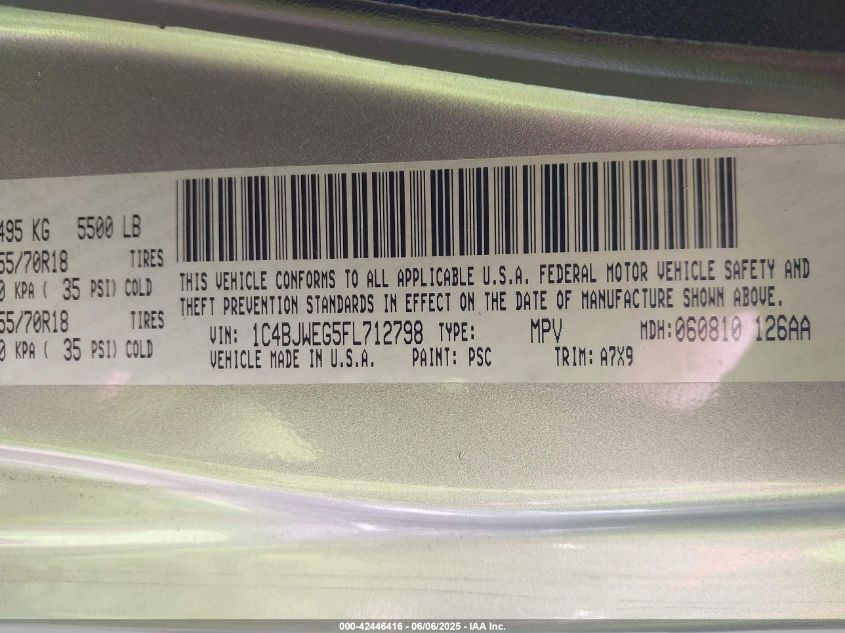 495 KG 5500 LB
55/70R18 TIRES
0 KPA ( 35 PSI) COLD
55/70R18 TIRES
0 KPA ( 35 PSI) COLD
THIS VEHICLE CONFORMS TO ALL APPLICABLE U.S.A. FEDERAL MOTOR VEHICLE SAFETY AND
THEFT PREVENTION STANDARDS IN EFFECT ON THE DATE OF MANUFACTURE SHOWN ABOVE.
VIN: 1C4BJWEG5FL712798 TYPE: MPV MDH:060810 126AA
VEHICLE MADE IN U.S.A. PAINT: PSC TRIM: A7X9
000-42446416 - 06/06/2025 - IAA Inc.